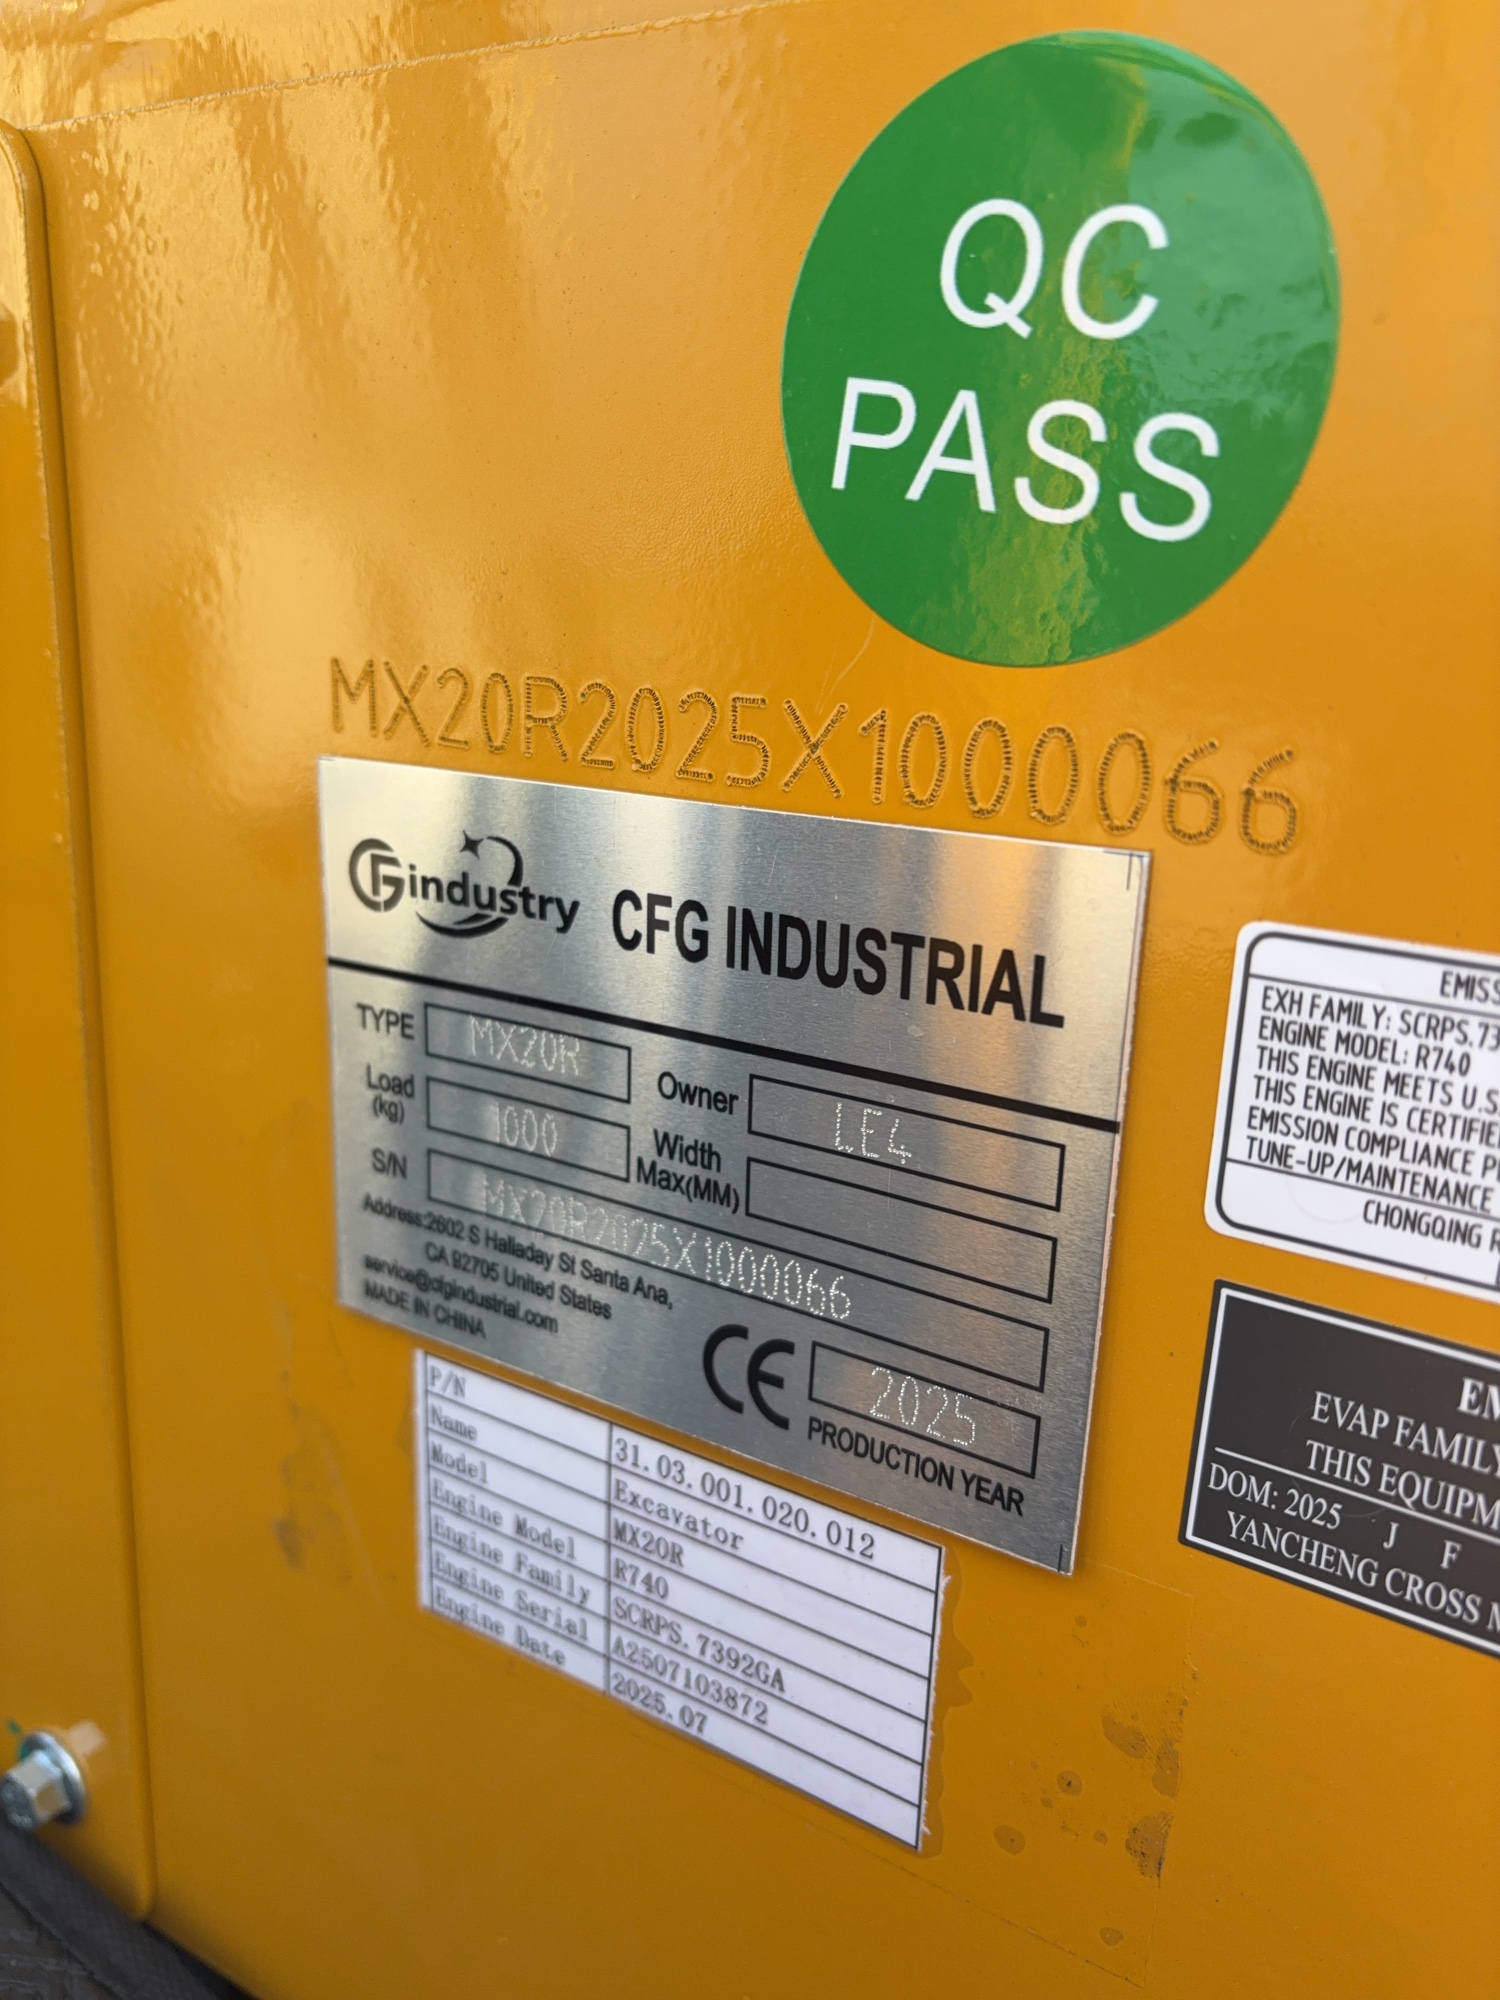 QC
PASS
MX20R2025X1000066
CFG industry CFG INDUSTRIAL
TYPE MX20R
Owner LE4
Load (kg) 1000
Width Max(MM)
S/N MX20R2025X1000066
Address:2602 S Halladay St Santa Ana,
CA 92705 United States
service@cfgindustrial.com
MADE IN CHINA
CE 2025
PRODUCTION YEAR
P/N 31.03.001.020.012
Name Excavator
Model MX20R
Engine Model R740
Engine Family SCRPS.7392GA
Engine Serial A2507103872
Engine Date 2025.07
EMISS
EXH FAMILY: SCRPS.73
ENGINE MODEL: R740
THIS ENGINE MEETS U.S.
THIS ENGINE IS CERTIFIE
EMISSION COMPLIANCE P
TUNE-UP/MAINTENANCE
CHONGQING R
EM
EVAP FAMILY
THIS EQUIPM
DOM: 2025 J F
YANCHENG CROSS M